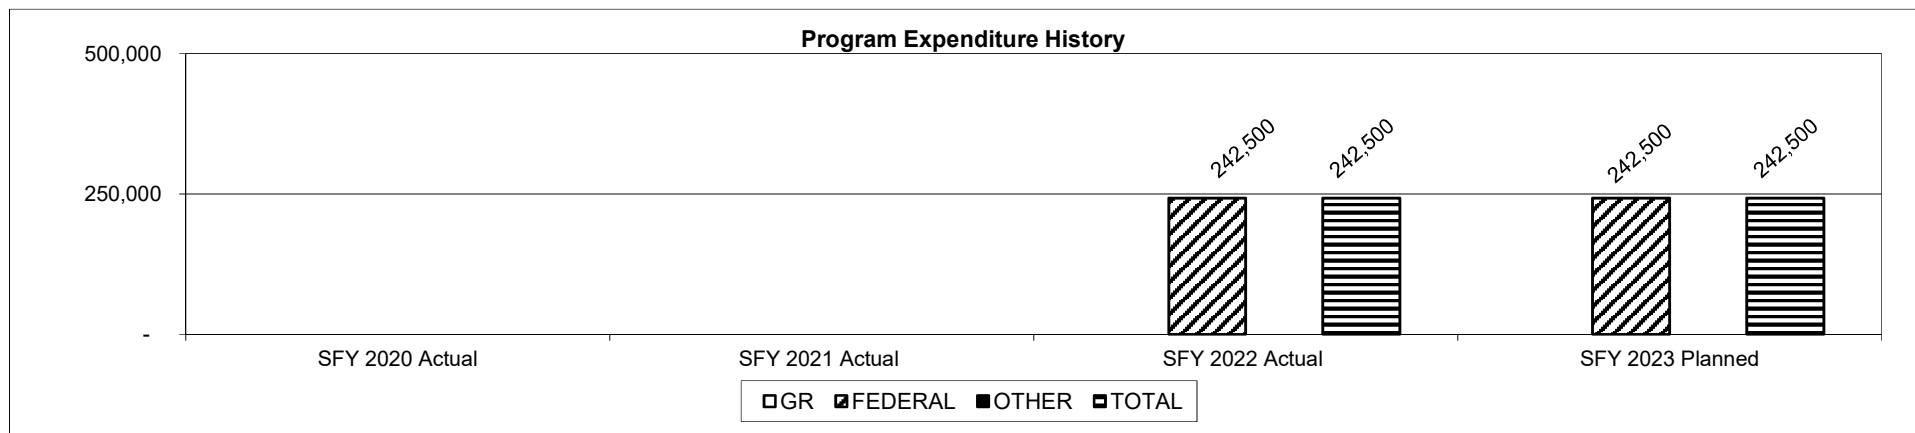 Program Expenditure History
500,000
250,000
-
242,500
242,500
242,500
242,500
SFY 2020 Actual
SFY 2021 Actual
SFY 2022 Actual
SFY 2023 Planned
GR FEDERAL OTHER TOTAL